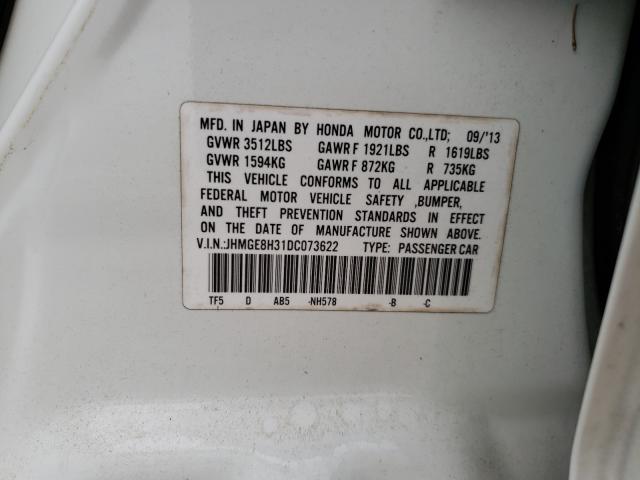 MFD. IN JAPAN BY HONDA MOTOR CO.,LTD; 09/'13
GVWR 3512LBS GAWR F 1921LBS R 1619LBS
GVWR 1594KG GAWR F 872KG R 735KG
THIS VEHICLE CONFORMS TO ALL APPLICABLE
FEDERAL MOTOR VEHICLE SAFETY ,BUMPER,
AND THEFT PREVENTION STANDARDS IN EFFECT
ON THE DATE OF MANUFACTURE SHOWN ABOVE.
V.I.N.:JHMGE8H31DC073622 TYPE: PASSENGER CAR
TF5 D AB5 -NH578 -B -C